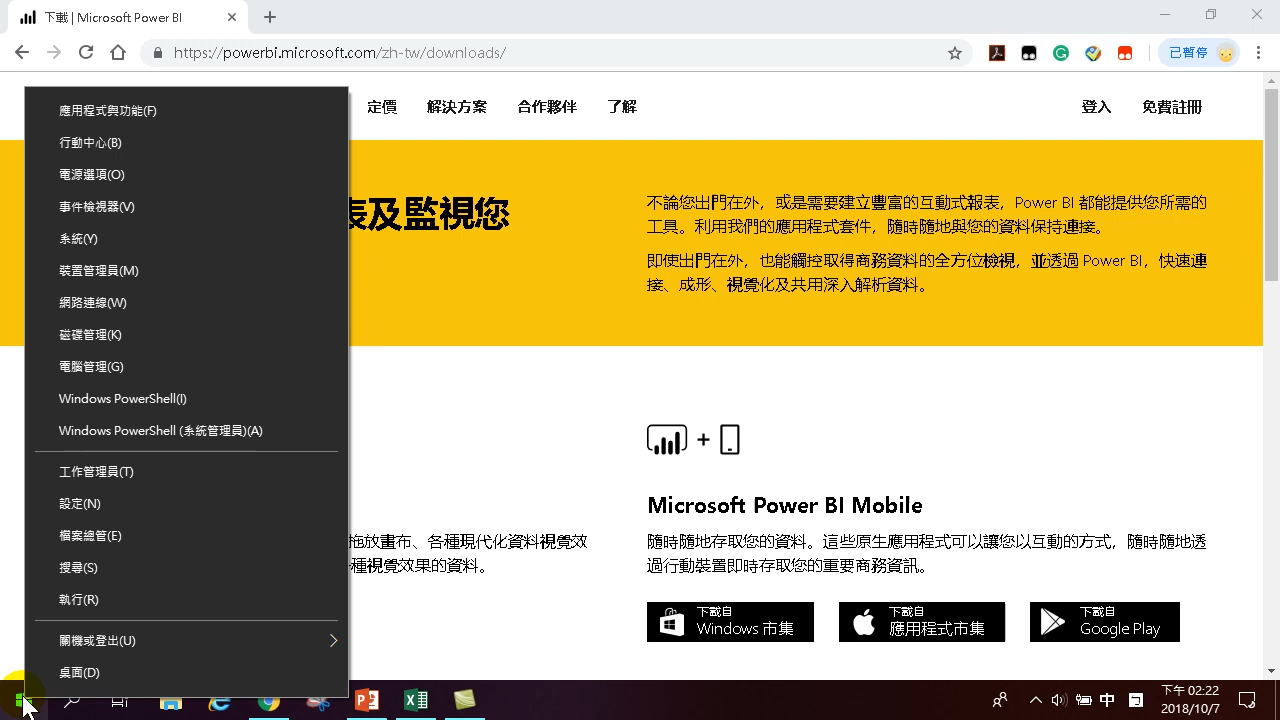 下載 | Microsoft Power BI
https://powerbi.microsoft.com/zh-tw/downloads/
已暫停
定價
解決方案
合作夥伴
了解
登入
免費註冊
應用程式與功能(F)
行動中心(B)
電源選項(O)
事件檢視器(V)
系統(Y)
裝置管理員(M)
網路連線(W)
磁碟管理(K)
電腦管理(G)
Windows PowerShell(I)
Windows PowerShell (系統管理員)(A)
工作管理員(T)
設定(N)
檔案總管(E)
搜尋(S)
執行(R)
關機或登出(U)
桌面(D)
表及監視您
不論您出門在外，或是需要建立豐富的互動式報表，Power BI 都能提供您所需的
工具。利用我們的應用程式套件，隨時隨地與您的資料保持連接。
即使出門在外，也能觸控取得商務資料的全方位檢視，並透過 Power BI，快速連
接、成形、視覺化及共用深入解析資料。
拖放畫布、各種現代化資料視覺效
種視覺效果的資料。
Microsoft Power BI Mobile
隨時隨地存取您的資料。這些原生應用程式可以讓您以互動的方式，隨時隨地透
過行動裝置即時存取您的重要商務資訊。
下載自
Windows 市集
下載自
應用程式市集
下載自
Google Play
中
下午 02:22
2018/10/7